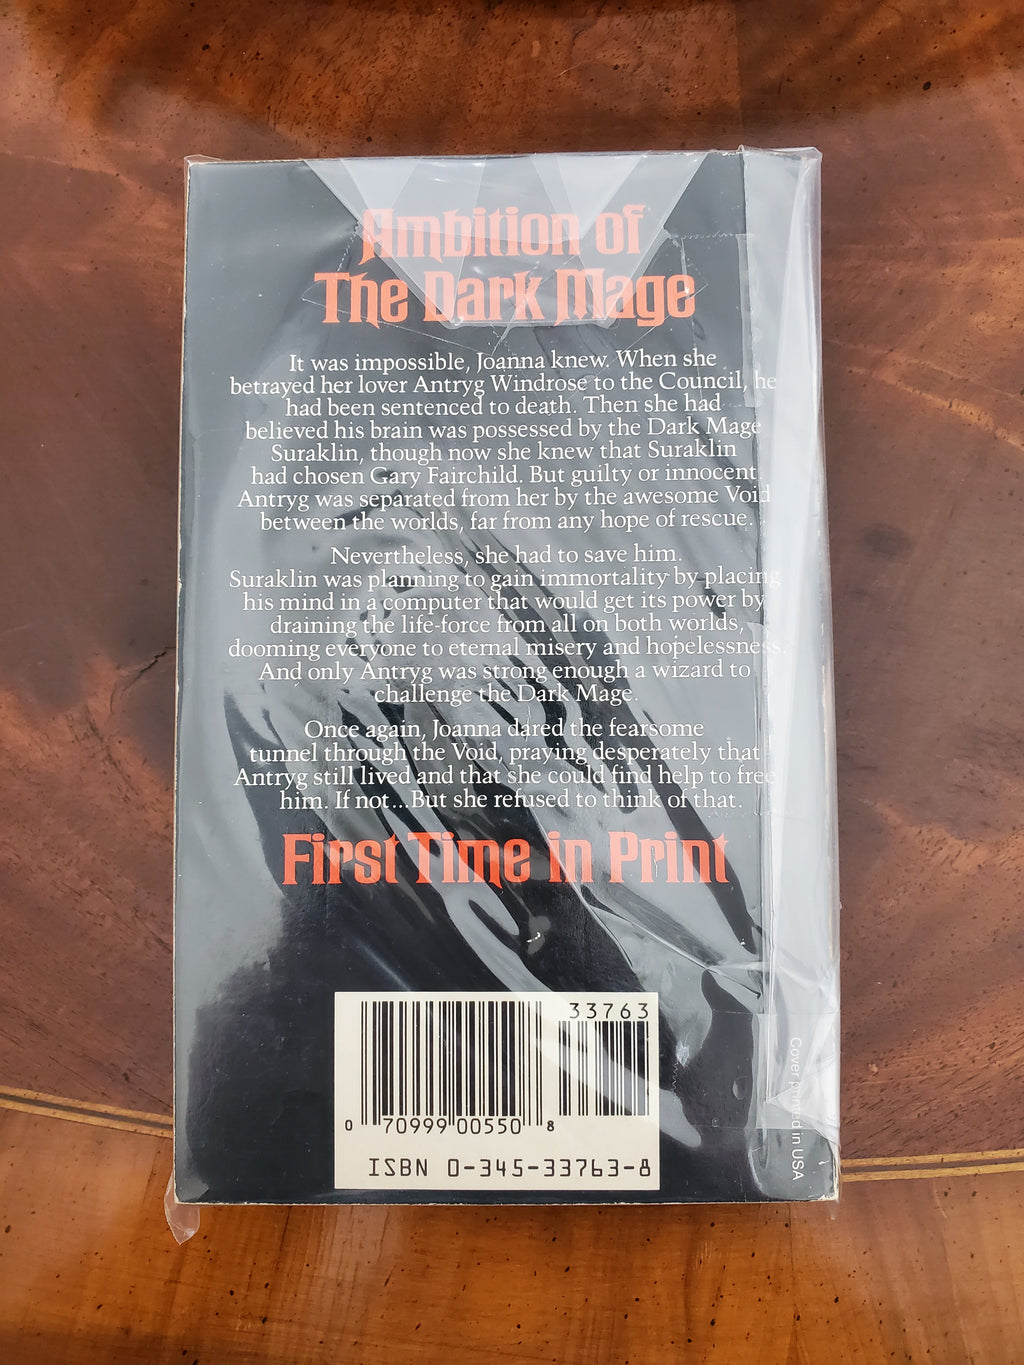 Ambition of
The Dark Mage
It was impossible, Joanna knew. When she
betrayed her lover Antryg Windrose to the Council, he
had been sentenced to death. Then she had
believed his brain was possessed by the Dark Mage
Suraklin, though now she knew that Suraklin
had chosen Gary Fairchild. But guilty or innocent,
Antryg was separated from her by the awesome Void
between the worlds, far from any hope of rescue.
Nevertheless, she had to save him.
Suraklin was planning to gain immortality by placing
his mind in a computer that would get its power by
draining the life-force from all on both worlds,
dooming everyone to eternal misery and hopelessness.
And only Antryg was strong enough a wizard to
challenge the Dark Mage.
Once again, Joanna dared the fearsome
tunnel through the Void, praying desperately that
Antryg still lived and that she could find help to free
him. If not...But she refused to think of that.
First Time in Print
33763
0 70999 00550 8
ISBN 0-345-33763-8
Cover printed in USA